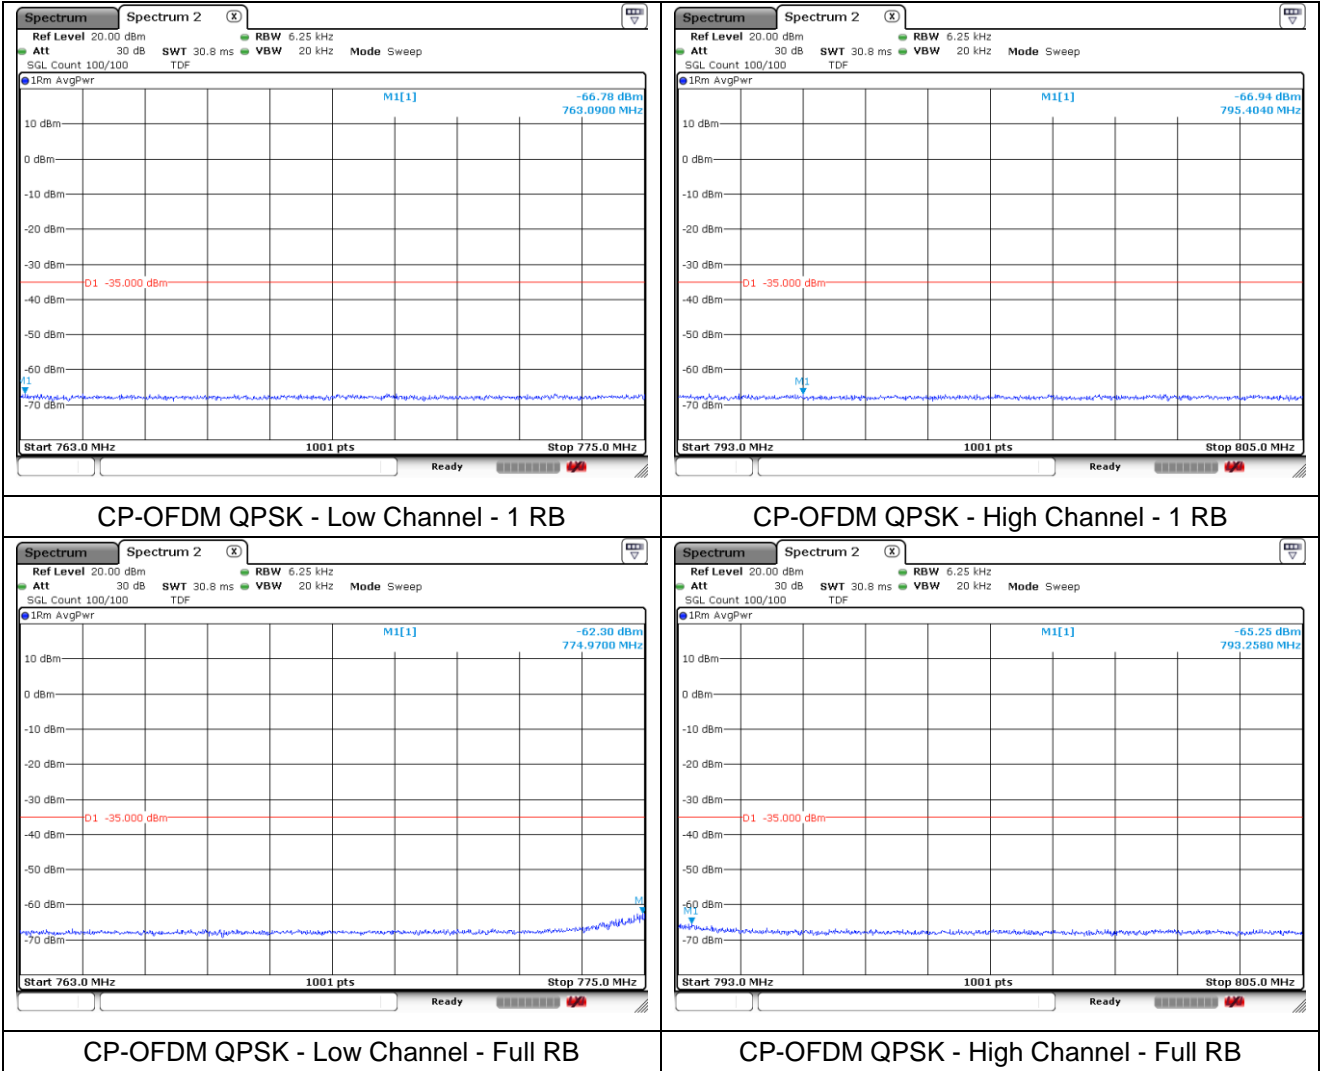 Spectrum Spectrum 2 X
Ref Level 20.00 dBm RBW 6.25 kHz
Att 30 dB SWT 30.8 ms VBW 20 kHz Mode Sweep
SGL Count 100/100 TDF
1Rm AvgPwr
M1[1] -66.78 dBm
763.0900 MHz
10 dBm
0 dBm
-10 dBm
-20 dBm
-30 dBm
D1 -35.000 dBm
-40 dBm
-50 dBm
-60 dBm
M1
-70 dBm
Start 763.0 MHz 1001 pts Stop 775.0 MHz
Ready
CP-OFDM QPSK - Low Channel - 1 RB
Spectrum Spectrum 2 X
Ref Level 20.00 dBm RBW 6.25 kHz
Att 30 dB SWT 30.8 ms VBW 20 kHz Mode Sweep
SGL Count 100/100 TDF
1Rm AvgPwr
M1[1] -66.94 dBm
795.4040 MHz
10 dBm
0 dBm
-10 dBm
-20 dBm
-30 dBm
D1 -35.000 dBm
-40 dBm
-50 dBm
-60 dBm
M1
-70 dBm
Start 793.0 MHz 1001 pts Stop 805.0 MHz
Ready
CP-OFDM QPSK - High Channel - 1 RB
Spectrum Spectrum 2 X
Ref Level 20.00 dBm RBW 6.25 kHz
Att 30 dB SWT 30.8 ms VBW 20 kHz Mode Sweep
SGL Count 100/100 TDF
1Rm AvgPwr
M1[1] -62.30 dBm
774.9700 MHz
10 dBm
0 dBm
-10 dBm
-20 dBm
-30 dBm
D1 -35.000 dBm
-40 dBm
-50 dBm
-60 dBm
M
-70 dBm
Start 763.0 MHz 1001 pts Stop 775.0 MHz
Ready
CP-OFDM QPSK - Low Channel - Full RB
Spectrum Spectrum 2 X
Ref Level 20.00 dBm RBW 6.25 kHz
Att 30 dB SWT 30.8 ms VBW 20 kHz Mode Sweep
SGL Count 100/100 TDF
1Rm AvgPwr
M1[1] -65.25 dBm
793.2580 MHz
10 dBm
0 dBm
-10 dBm
-20 dBm
-30 dBm
D1 -35.000 dBm
-40 dBm
-50 dBm
-60 dBm
M1
-70 dBm
Start 793.0 MHz 1001 pts Stop 805.0 MHz
Ready
CP-OFDM QPSK - High Channel - Full RB